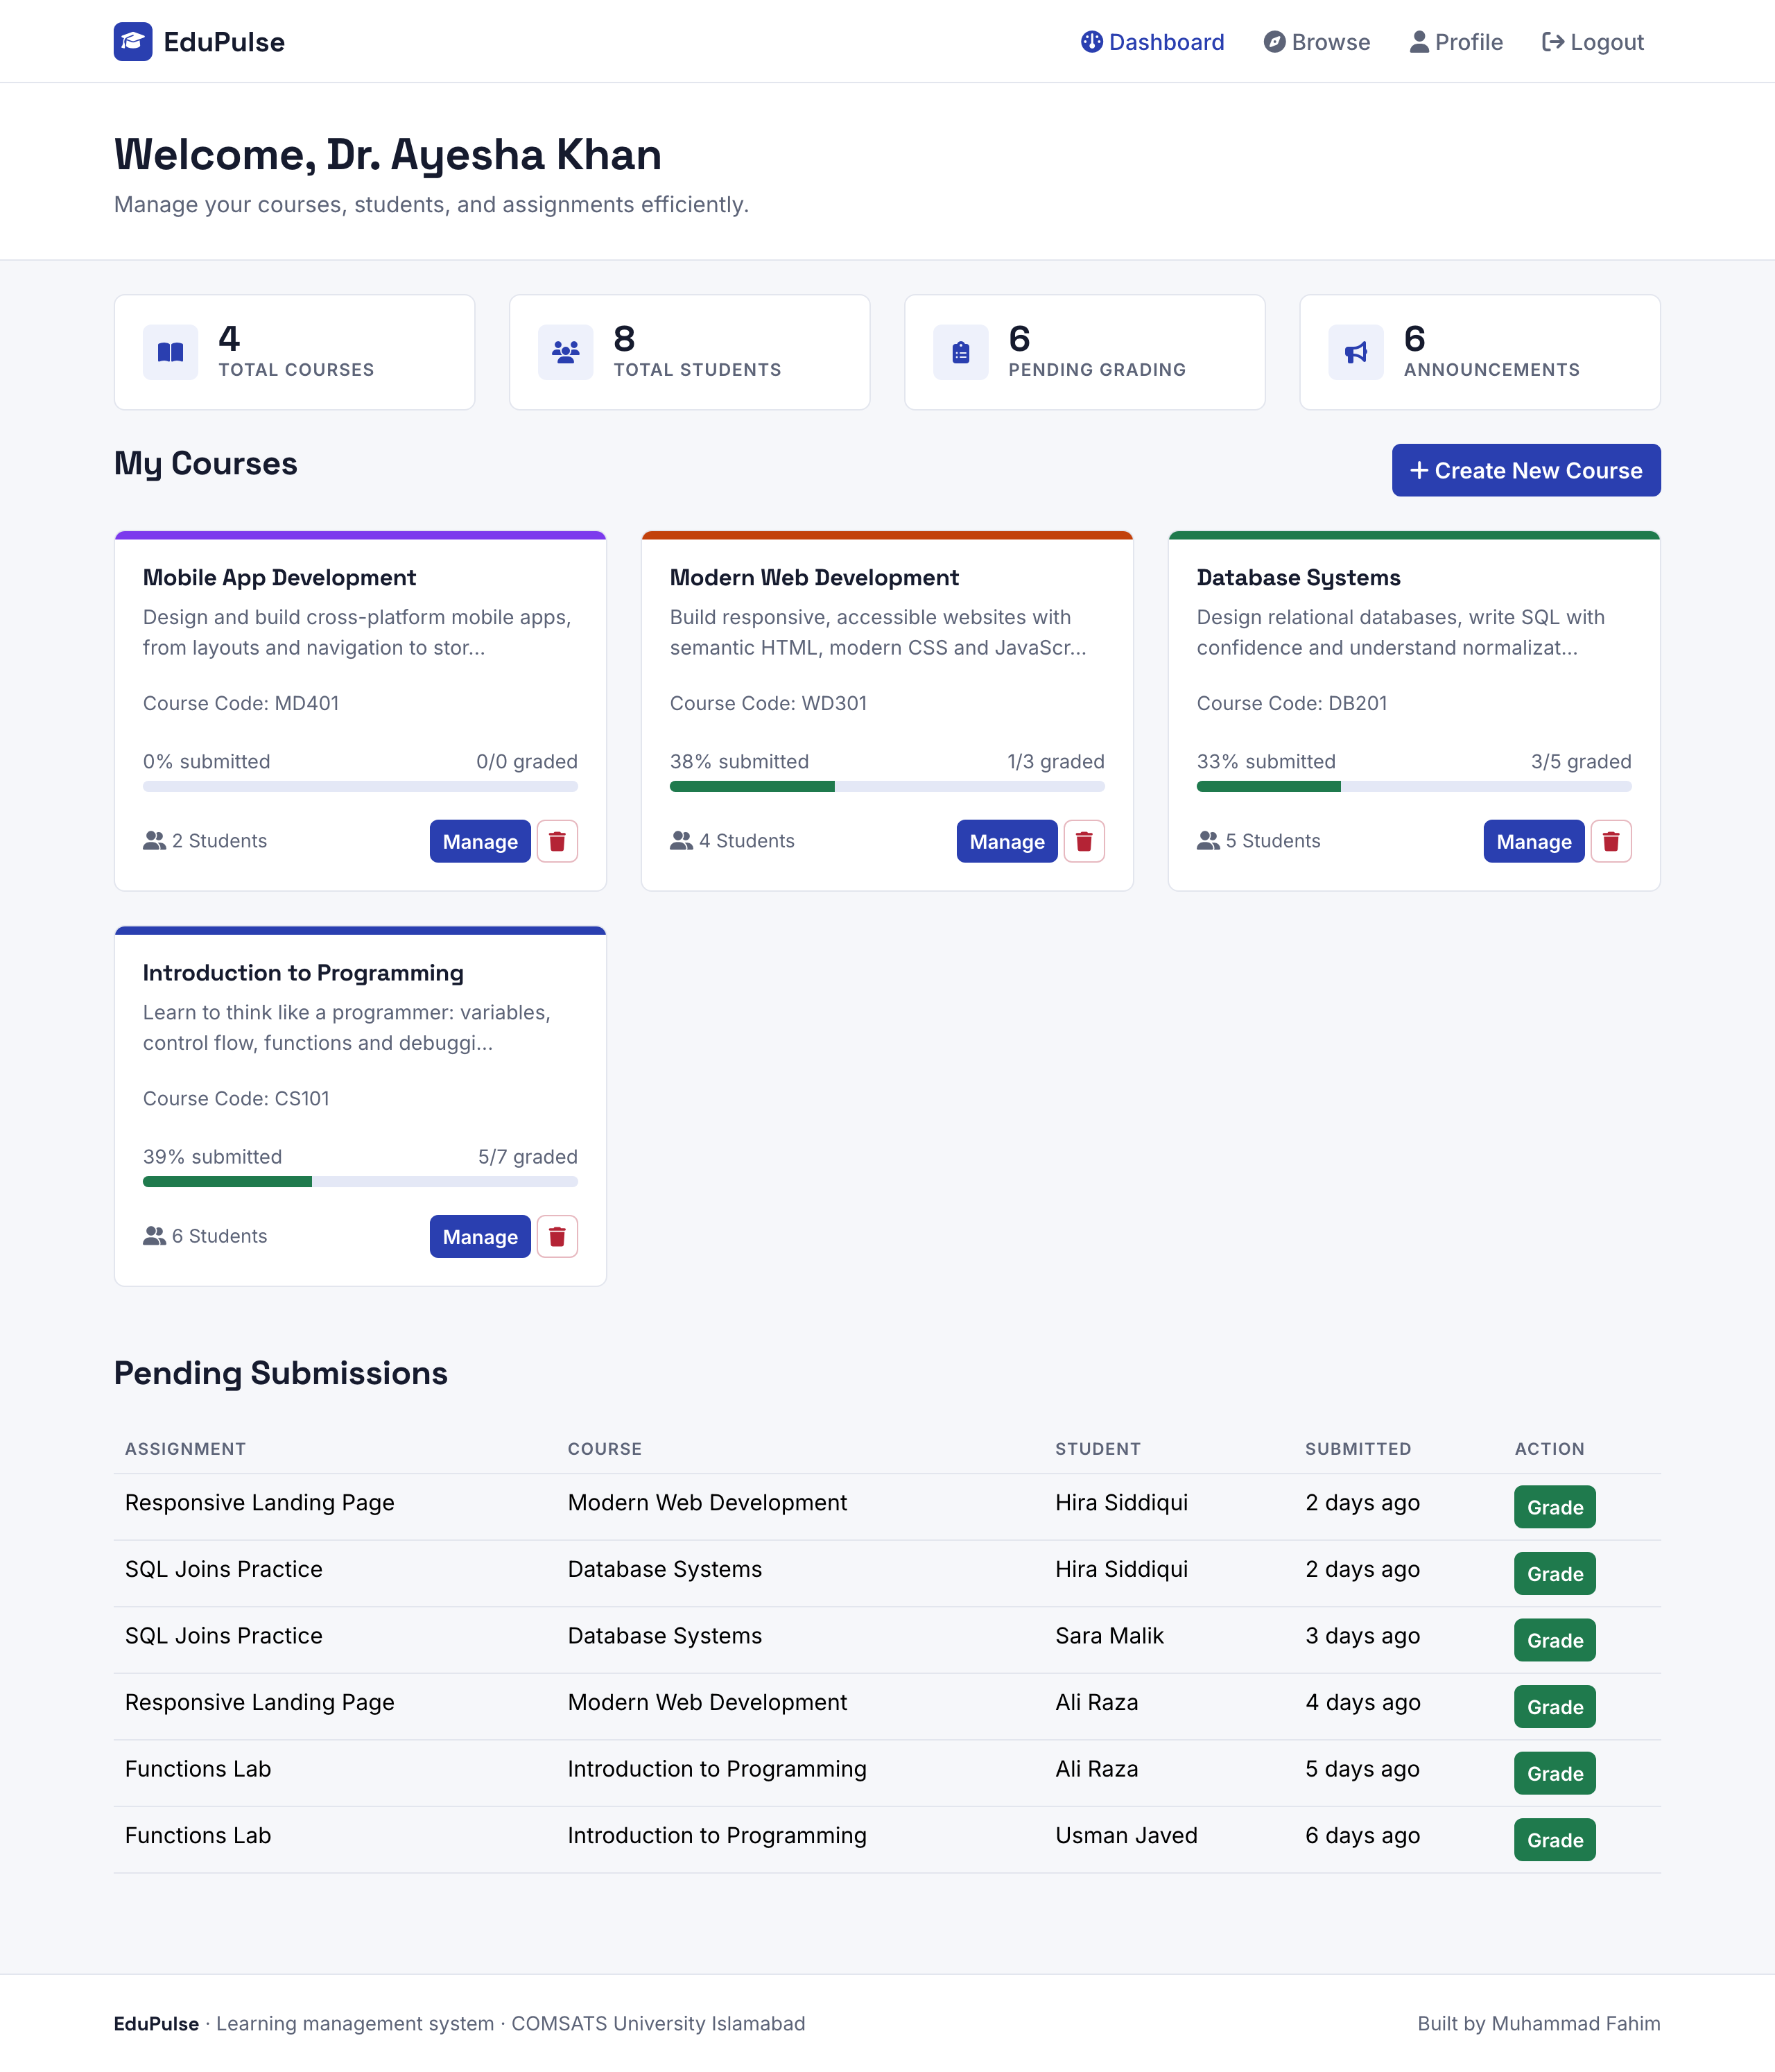 EduPulse
Dashboard Browse Profile Logout
Welcome, Dr. Ayesha Khan
Manage your courses, students, and assignments efficiently.
4
TOTAL COURSES
8
TOTAL STUDENTS
6
PENDING GRADING
6
ANNOUNCEMENTS
My Courses
Create New Course
Mobile App Development
Design and build cross-platform mobile apps,
from layouts and navigation to stor...
Course Code: MD401
0% submitted 0/0 graded
2 Students Manage
Modern Web Development
Build responsive, accessible websites with
semantic HTML, modern CSS and JavaScr...
Course Code: WD301
38% submitted 1/3 graded
4 Students Manage
Database Systems
Design relational databases, write SQL with
confidence and understand normalizat...
Course Code: DB201
33% submitted 3/5 graded
5 Students Manage
Introduction to Programming
Learn to think like a programmer: variables,
control flow, functions and debuggi...
Course Code: CS101
39% submitted 5/7 graded
6 Students Manage
Pending Submissions
ASSIGNMENT COURSE STUDENT SUBMITTED ACTION
Responsive Landing Page Modern Web Development Hira Siddiqui 2 days ago Grade
SQL Joins Practice Database Systems Hira Siddiqui 2 days ago Grade
SQL Joins Practice Database Systems Sara Malik 3 days ago Grade
Responsive Landing Page Modern Web Development Ali Raza 4 days ago Grade
Functions Lab Introduction to Programming Ali Raza 5 days ago Grade
Functions Lab Introduction to Programming Usman Javed 6 days ago Grade
EduPulse · Learning management system · COMSATS University Islamabad
Built by Muhammad Fahim